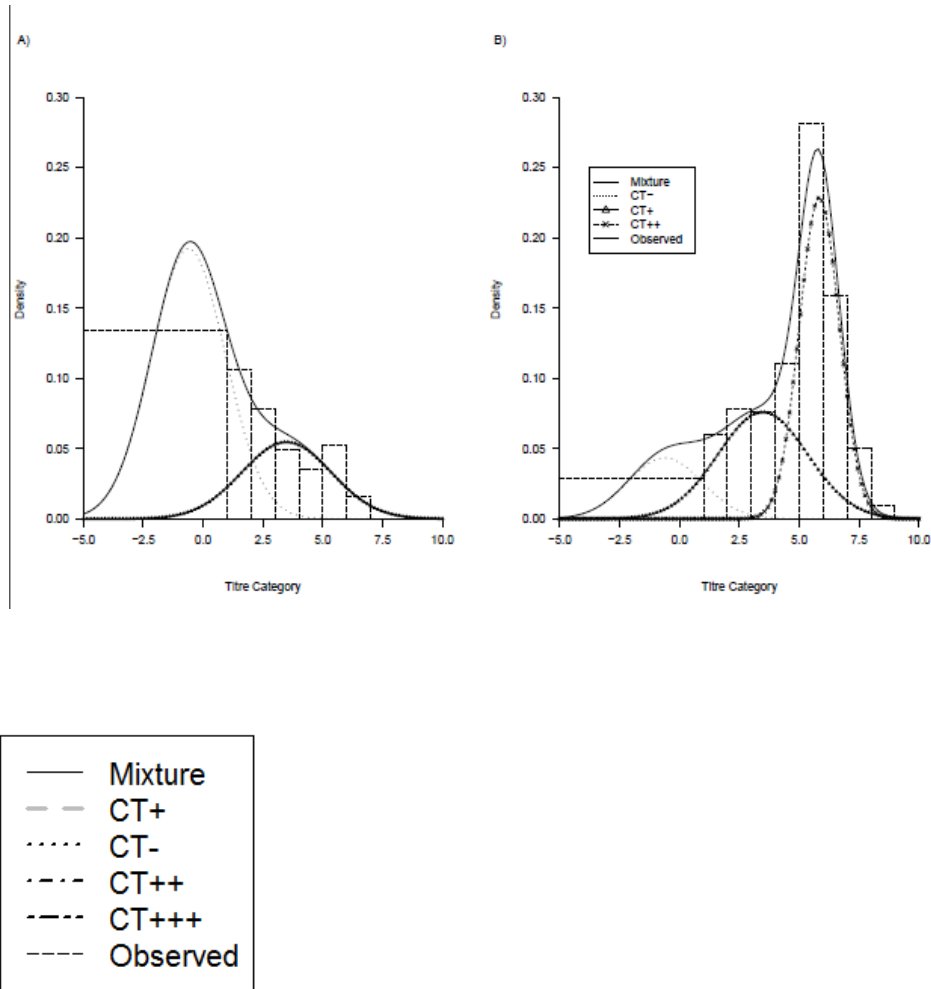 A)
0.30
0.25
0.20
0.15
0.10
0.05
0.00
Density
−5.0 −2.5 0.0 2.5 5.0 7.5 10.0
Titre Category
B)
0.30
0.25
0.20
0.15
0.10
0.05
0.00
Density
Mixture
CT−
CT+
CT++
Observed
−5.0 −2.5 0.0 2.5 5.0 7.5 10.0
Titre Category
Mixture
CT+
CT-
CT++
CT+++
Observed